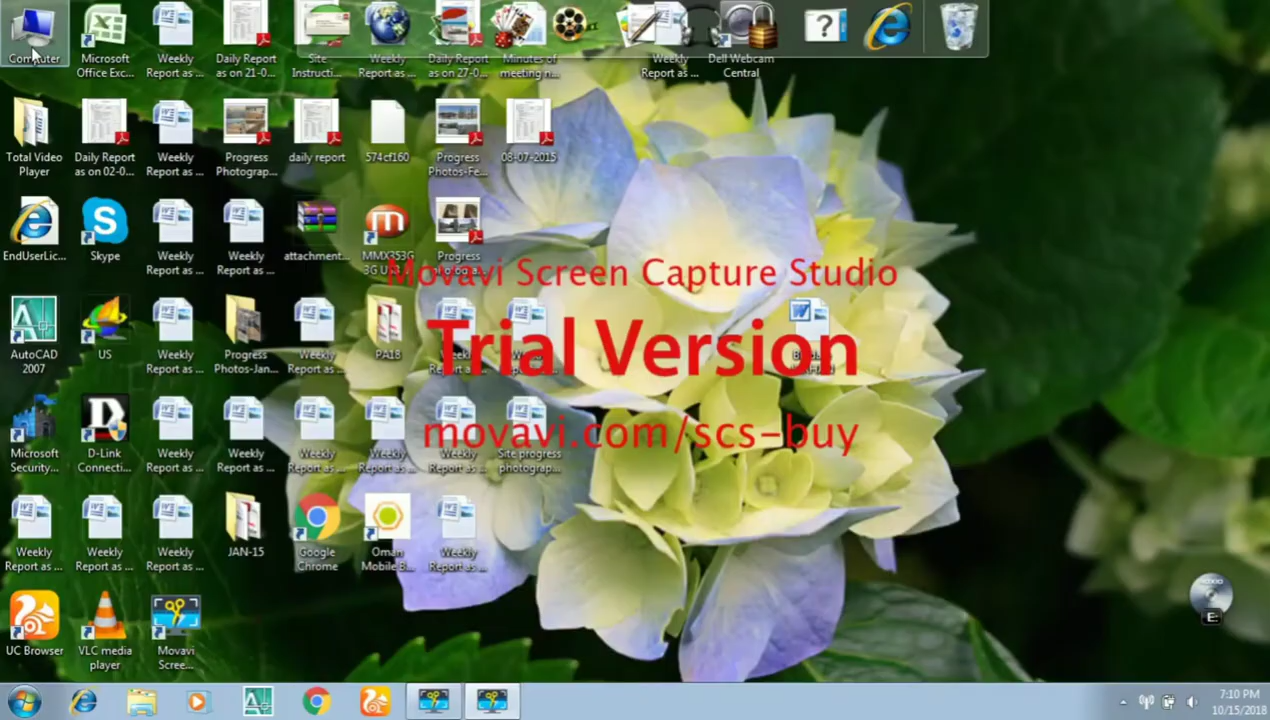 Computer
Microsoft
Office Exc...
Weekly
Report as ...
Daily Report
as on 21-0...
Site
Instructi...
Weekly
Report as ...
Daily Report
as on 27-0...
Minutes of
meeting n...
Weekly
Report as ...
Dell Webcam
Central
Total Video
Player
Daily Report
as on 02-0...
Weekly
Report as ...
Progress
Photograp...
daily report
574cf160
Progress
Photos-Fe...
08-07-2015
EndUserLic...
Skype
Weekly
Report as ...
Weekly
Report as ...
attachment...
MMX353G
Progress
Movavi Screen Capture Studio
Trial Version
movavi.com/scs-buy
AutoCAD
2007
US
Weekly
Report as ...
Progress
Photos-Jan...
Weekly
Report as ...
PA18
Microsoft
Security...
D-Link
Connecti...
Weekly
Report as ...
Weekly
Report as ...
Weekly
Report as ...
Weekly
Report as ...
Weekly
Report as ...
Site progress
photograp...
Weekly
Report as ...
Weekly
Report as ...
Weekly
Report as ...
JAN-15
Google
Chrome
Oman
Mobile B...
Weekly
Report as ...
UC Browser
VLC media
player
Movavi
Scree...
E:
7:10 PM
10/15/2018